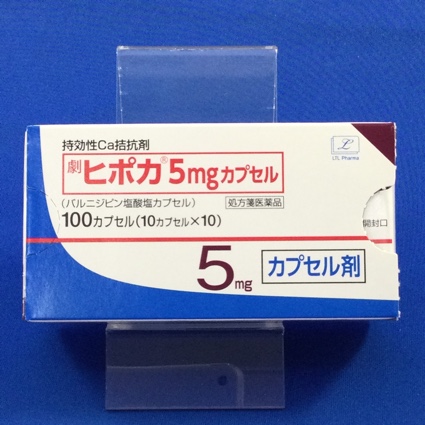 持効性Ca拮抗剤
劇 ヒポカ® 5mgカプセル
(バルニジピン塩酸塩カプセル) 処方箋医薬品
100カプセル(10カプセル×10)
5mg カプセル剤
L
LTL Pharma
開封口